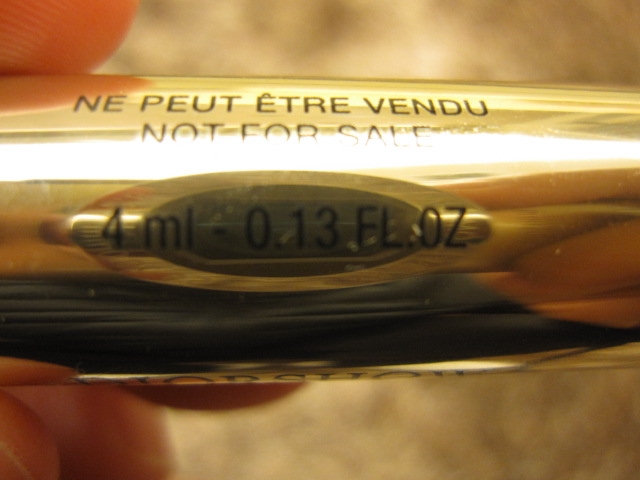 NE PEUT ÊTRE VENDU
NOT FOR SALE
4 ml - 0.13 FL.OZ